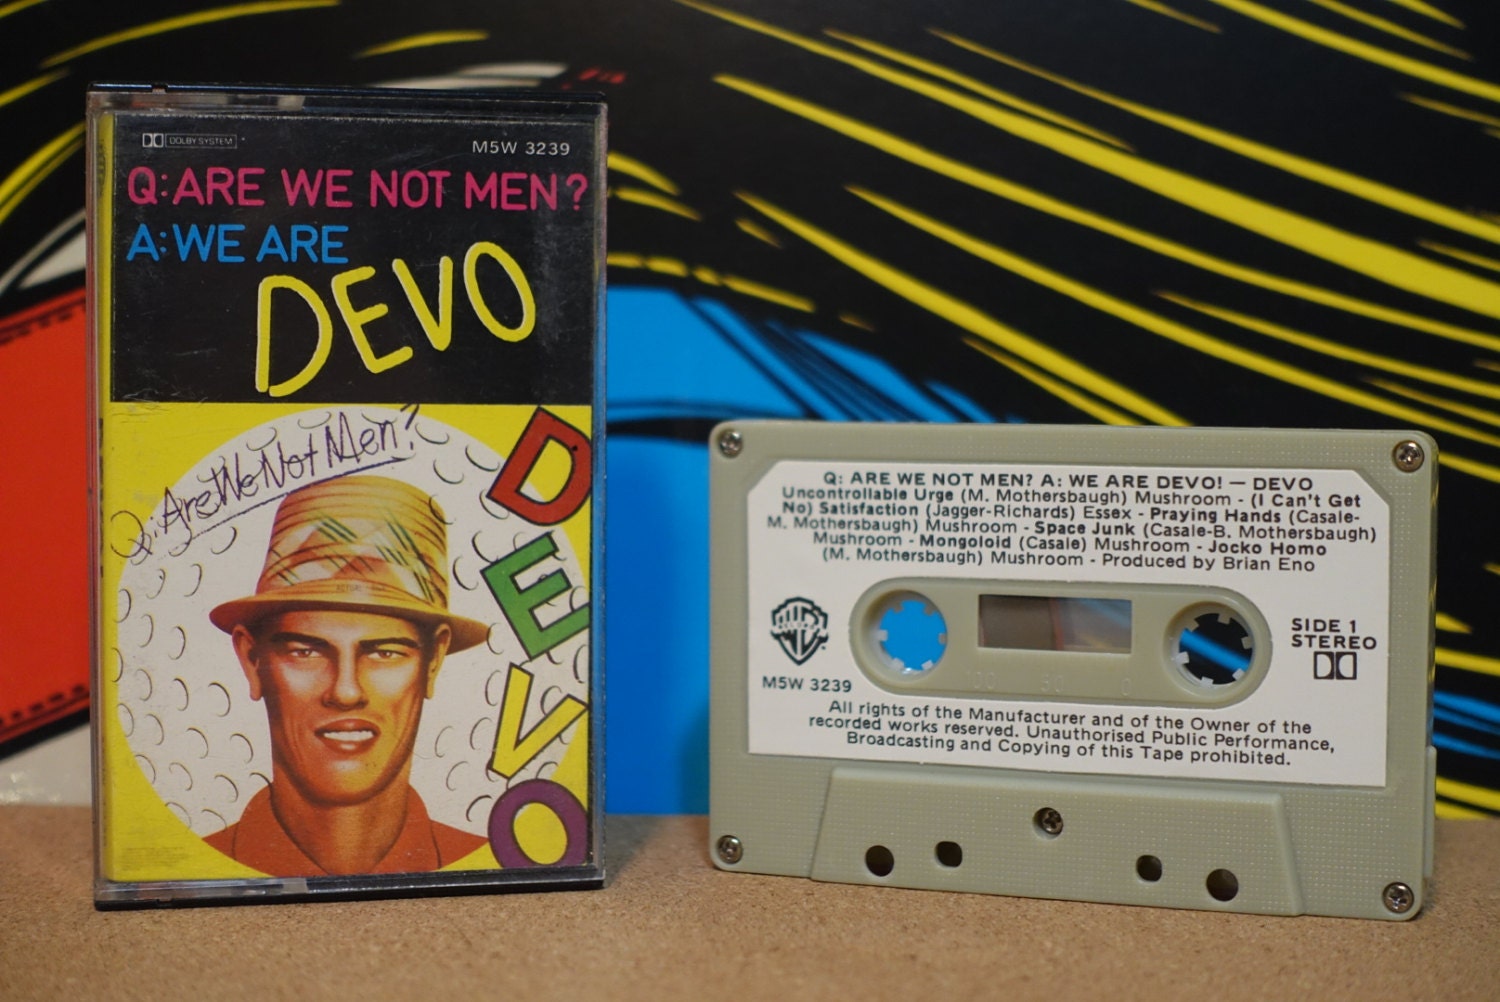 DOLBY SYSTEM
M5W 3239
Q: ARE WE NOT MEN?
A: WE ARE
DEVO
Q: Are We Not Men?
DEVO
Q: ARE WE NOT MEN? A: WE ARE DEVO! — DEVO
Uncontrollable Urge (M. Mothersbaugh) Mushroom - (I Can't Get
No) Satisfaction (Jagger-Richards) Essex - Praying Hands (Casale-
M. Mothersbaugh) Mushroom - Space Junk (Casale-B. Mothersbaugh)
Mushroom - Mongoloid (Casale) Mushroom - Jocko Homo
(M. Mothersbaugh) Mushroom - Produced by Brian Eno
SIDE 1
STEREO
M5W 3239
100 50 0
All rights of the Manufacturer and of the Owner of the
recorded works reserved. Unauthorised Public Performance,
Broadcasting and Copying of this Tape prohibited.